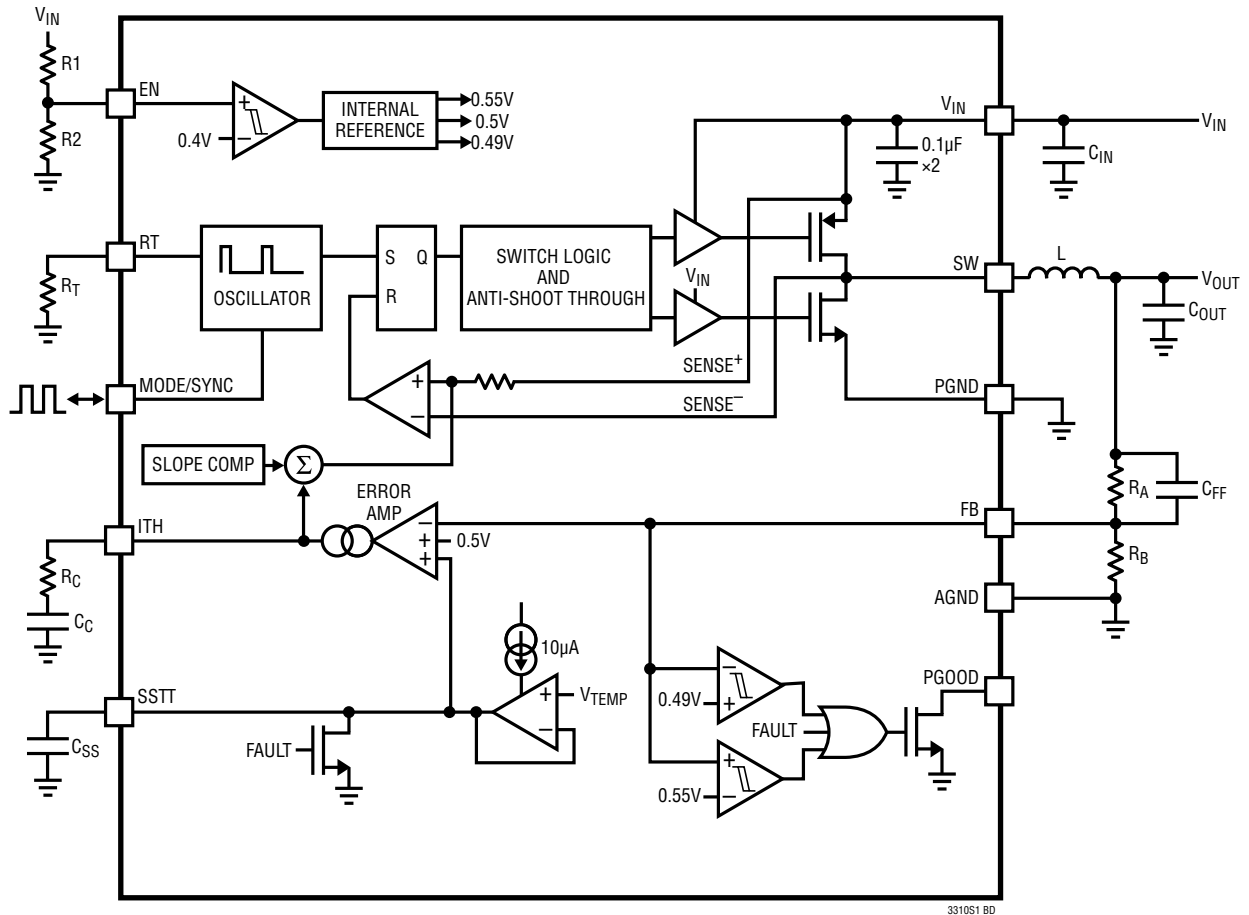 VIN
R1
EN
R2
0.4V
+
−
INTERNAL
REFERENCE
0.55V
0.5V
0.49V
VIN
VIN
0.1µF
×2
CIN
RT
RT
OSCILLATOR
S Q
R
SWITCH LOGIC
AND
ANTI-SHOOT THROUGH
VIN
SW
L
VOUT
COUT
MODE/SYNC
+
−
SENSE+
SENSE−
PGND
SLOPE COMP
Σ
ERROR
AMP
ITH
−
+
+
0.5V
FB
RA
CFF
RB
AGND
RC
CC
10µA
SSTT
CSS
FAULT
+
−
VTEMP
−
+
0.49V
FAULT
+
−
0.55V
PGOOD
3310S1 BD